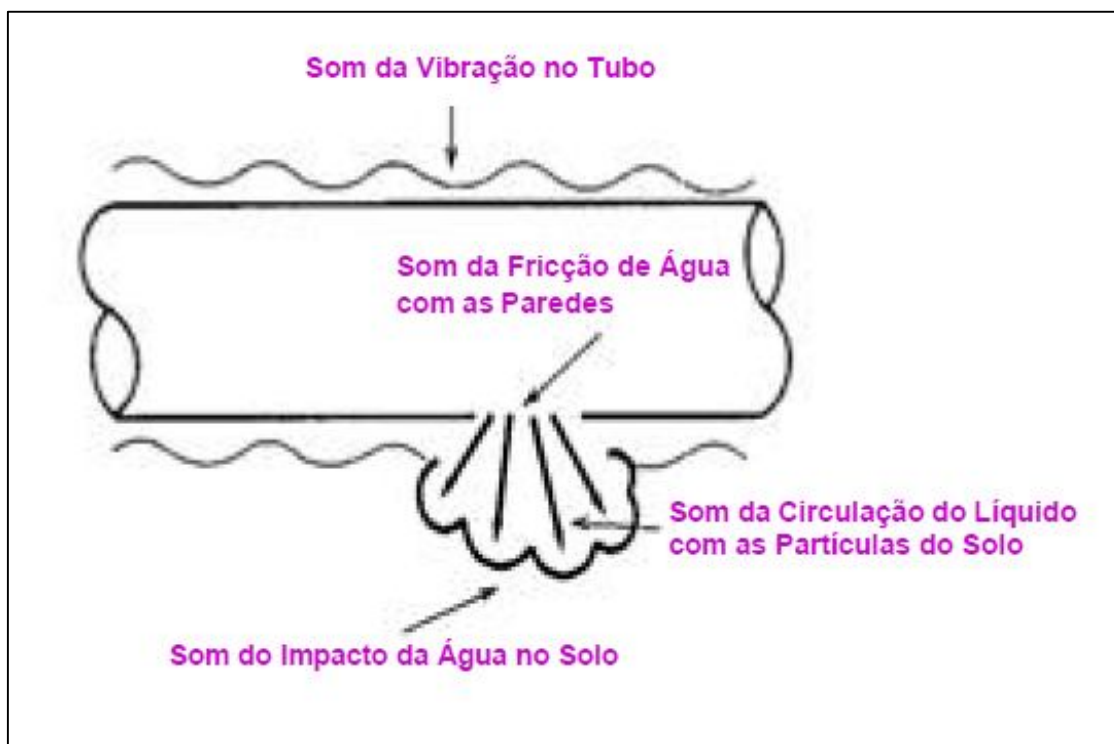 Som da Vibração no Tubo
Som da Fricção de Água
com as Paredes
Som da Circulação do Líquido
com as Partículas do Solo
Som do Impacto da Água no Solo